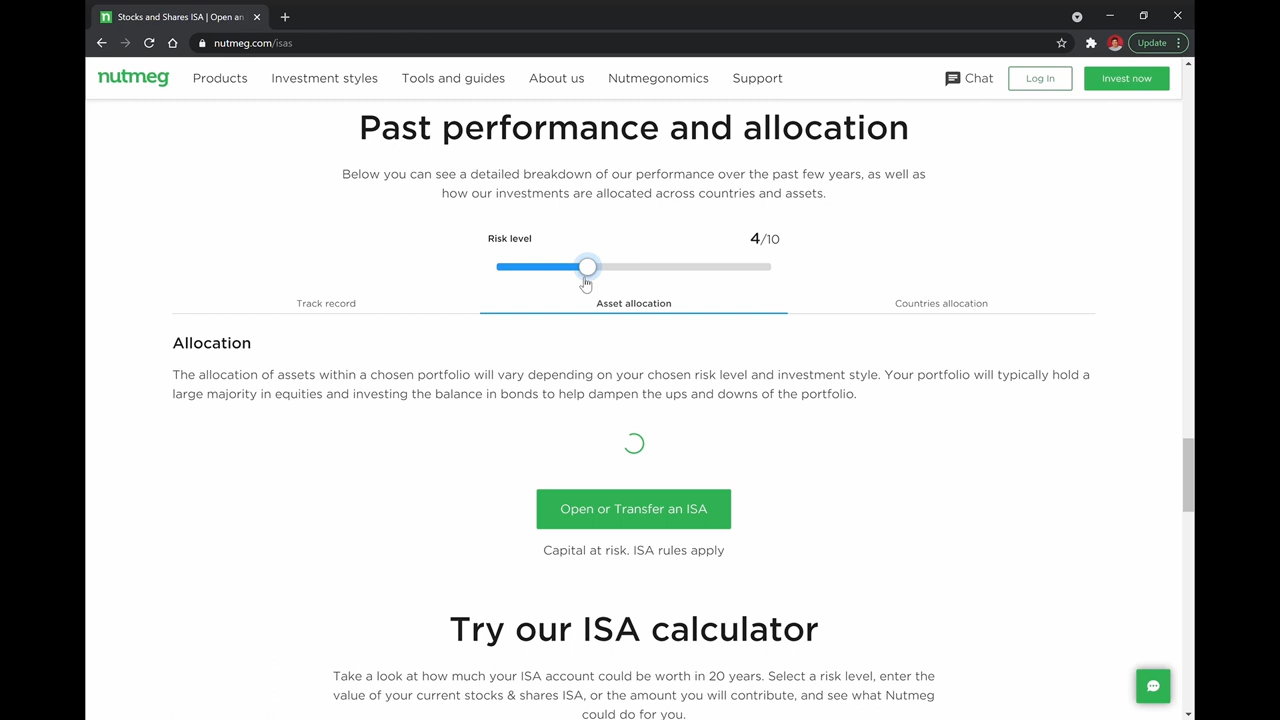 n Stocks and Shares ISA | Open an
nutmeg.com/isas
Update
nutmeg
Products
Investment styles
Tools and guides
About us
Nutmegonomics
Support
Chat
Log In
Invest now
Past performance and allocation
Below you can see a detailed breakdown of our performance over the past few years, as well as
how our investments are allocated across countries and assets.
Risk level
4/10
Track record
Asset allocation
Countries allocation
Allocation
The allocation of assets within a chosen portfolio will vary depending on your chosen risk level and investment style. Your portfolio will typically hold a
large majority in equities and investing the balance in bonds to help dampen the ups and downs of the portfolio.
Open or Transfer an ISA
Capital at risk. ISA rules apply
Try our ISA calculator
Take a look at how much your ISA account could be worth in 20 years. Select a risk level, enter the
value of your current stocks & shares ISA, or the amount you will contribute, and see what Nutmeg
could do for you.